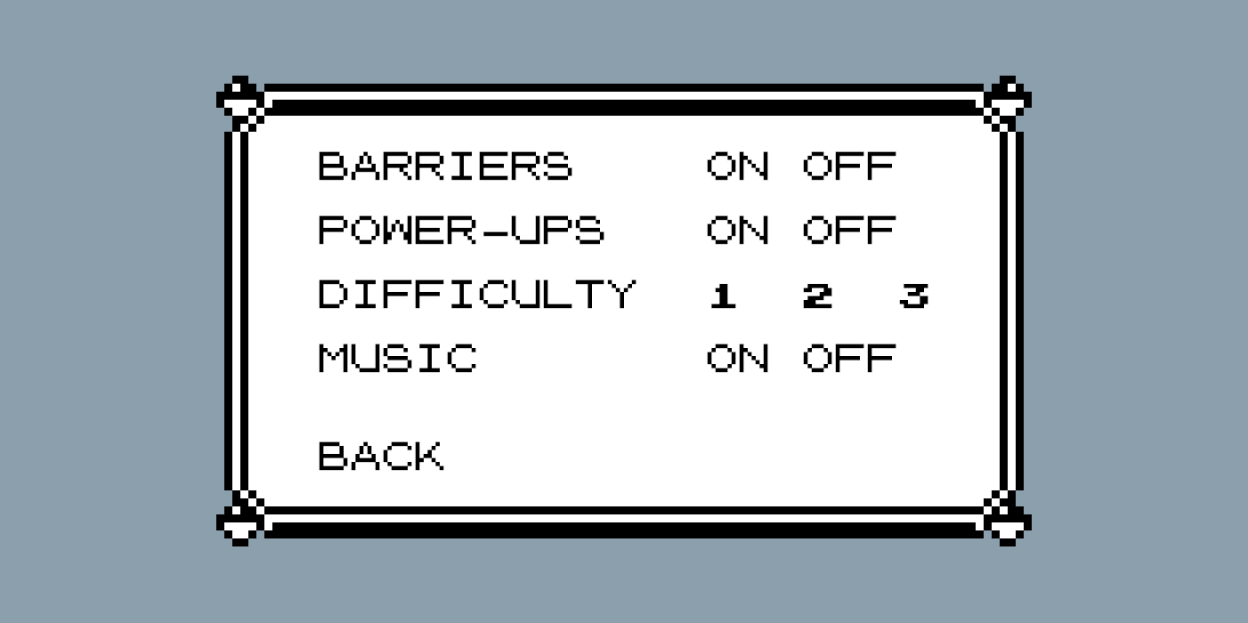 BARRIERS ON OFF
POWER-UPS ON OFF
DIFFICULTY 1 2 3
MUSIC ON OFF
BACK